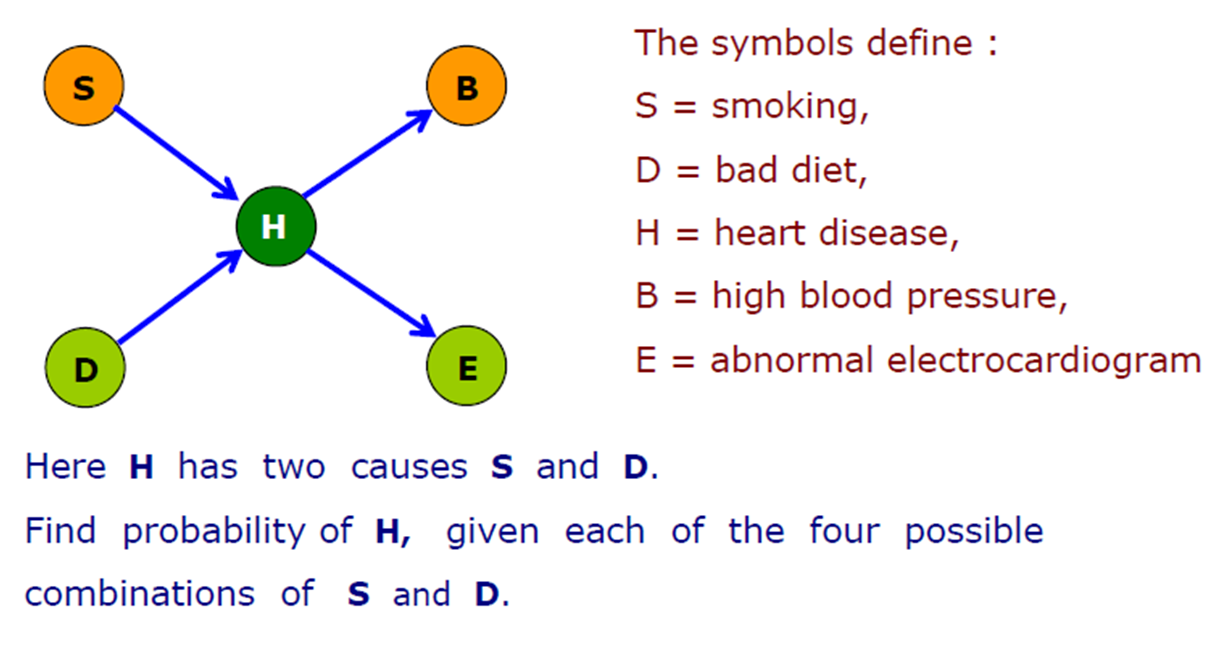 S
B
H
D
E
The symbols define :
S = smoking,
D = bad diet,
H = heart disease,
B = high blood pressure,
E = abnormal electrocardiogram
Here H has two causes S and D.
Find probability of H, given each of the four possible
combinations of S and D.